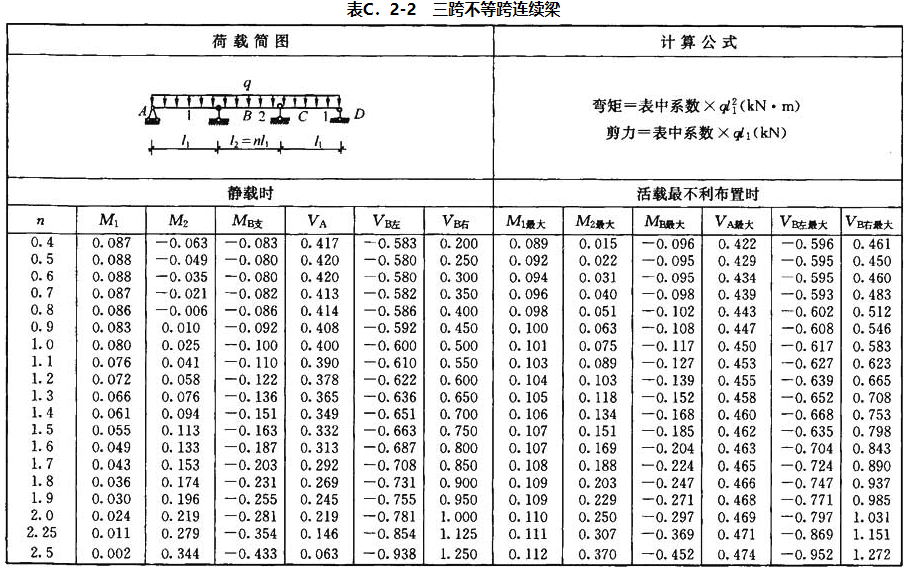 表C．2-2　三跨不等跨连续梁
荷载简图 计算公式
q
A 1 B 2 C 1 D
l₁ l₂=nl₁ l₁
弯矩=表中系数×ql₁²(kN・m)
剪力=表中系数×ql₁(kN)
静载时 活载最不利布置时
n M₁ M₂ MB支 VA VB左 VB右 M₁最大 M₂最大 MB最大 VA最大 VB左最大 VB右最大
0.4 0.087 -0.063 -0.083 0.417 -0.583 0.200 0.089 0.015 -0.096 0.422 -0.596 0.461
0.5 0.088 -0.049 -0.080 0.420 -0.580 0.250 0.092 0.022 -0.095 0.429 -0.595 0.450
0.6 0.088 -0.035 -0.080 0.420 -0.580 0.300 0.094 0.031 -0.095 0.434 -0.595 0.460
0.7 0.087 -0.021 -0.082 0.413 -0.582 0.350 0.096 0.040 -0.098 0.439 -0.593 0.483
0.8 0.086 -0.006 -0.086 0.414 -0.586 0.400 0.098 0.051 -0.102 0.443 -0.602 0.512
0.9 0.083 0.010 -0.092 0.408 -0.592 0.450 0.100 0.063 -0.108 0.447 -0.608 0.546
1.0 0.080 0.025 -0.100 0.400 -0.600 0.500 0.101 0.075 -0.117 0.450 -0.617 0.583
1.1 0.076 0.041 -0.110 0.390 -0.610 0.550 0.103 0.089 -0.127 0.453 -0.627 0.623
1.2 0.072 0.058 -0.122 0.378 -0.622 0.600 0.104 0.103 -0.139 0.455 -0.639 0.665
1.3 0.066 0.076 -0.136 0.365 -0.636 0.650 0.105 0.118 -0.152 0.458 -0.652 0.708
1.4 0.061 0.094 -0.151 0.349 -0.651 0.700 0.106 0.134 -0.168 0.460 -0.668 0.753
1.5 0.055 0.113 -0.163 0.332 -0.663 0.750 0.107 0.151 -0.185 0.462 -0.635 0.798
1.6 0.049 0.133 -0.187 0.313 -0.687 0.800 0.107 0.169 -0.204 0.463 -0.704 0.843
1.7 0.043 0.153 -0.203 0.292 -0.708 0.850 0.108 0.188 -0.224 0.465 -0.724 0.890
1.8 0.036 0.174 -0.231 0.269 -0.731 0.900 0.109 0.203 -0.247 0.466 -0.747 0.937
1.9 0.030 0.196 -0.255 0.245 -0.755 0.950 0.109 0.229 -0.271 0.468 -0.771 0.985
2.0 0.024 0.219 -0.281 0.219 -0.781 1.000 0.110 0.250 -0.297 0.469 -0.797 1.031
2.25 0.011 0.279 -0.354 0.146 -0.854 1.125 0.111 0.307 -0.369 0.471 -0.869 1.151
2.5 0.002 0.344 -0.433 0.063 -0.938 1.250 0.112 0.370 -0.452 0.474 -0.952 1.272